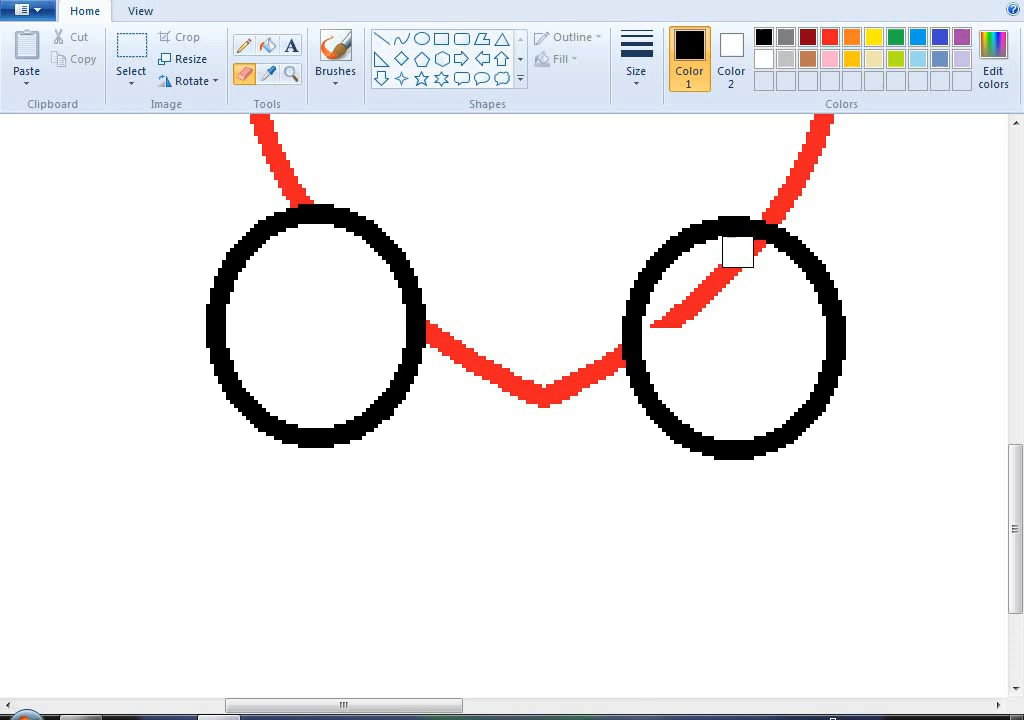 Home View
Paste Cut Copy Clipboard
Select Crop Resize Rotate Image
A Tools
Brushes
Outline Fill Shapes
Size
Color 1 Color 2 Edit colors Colors